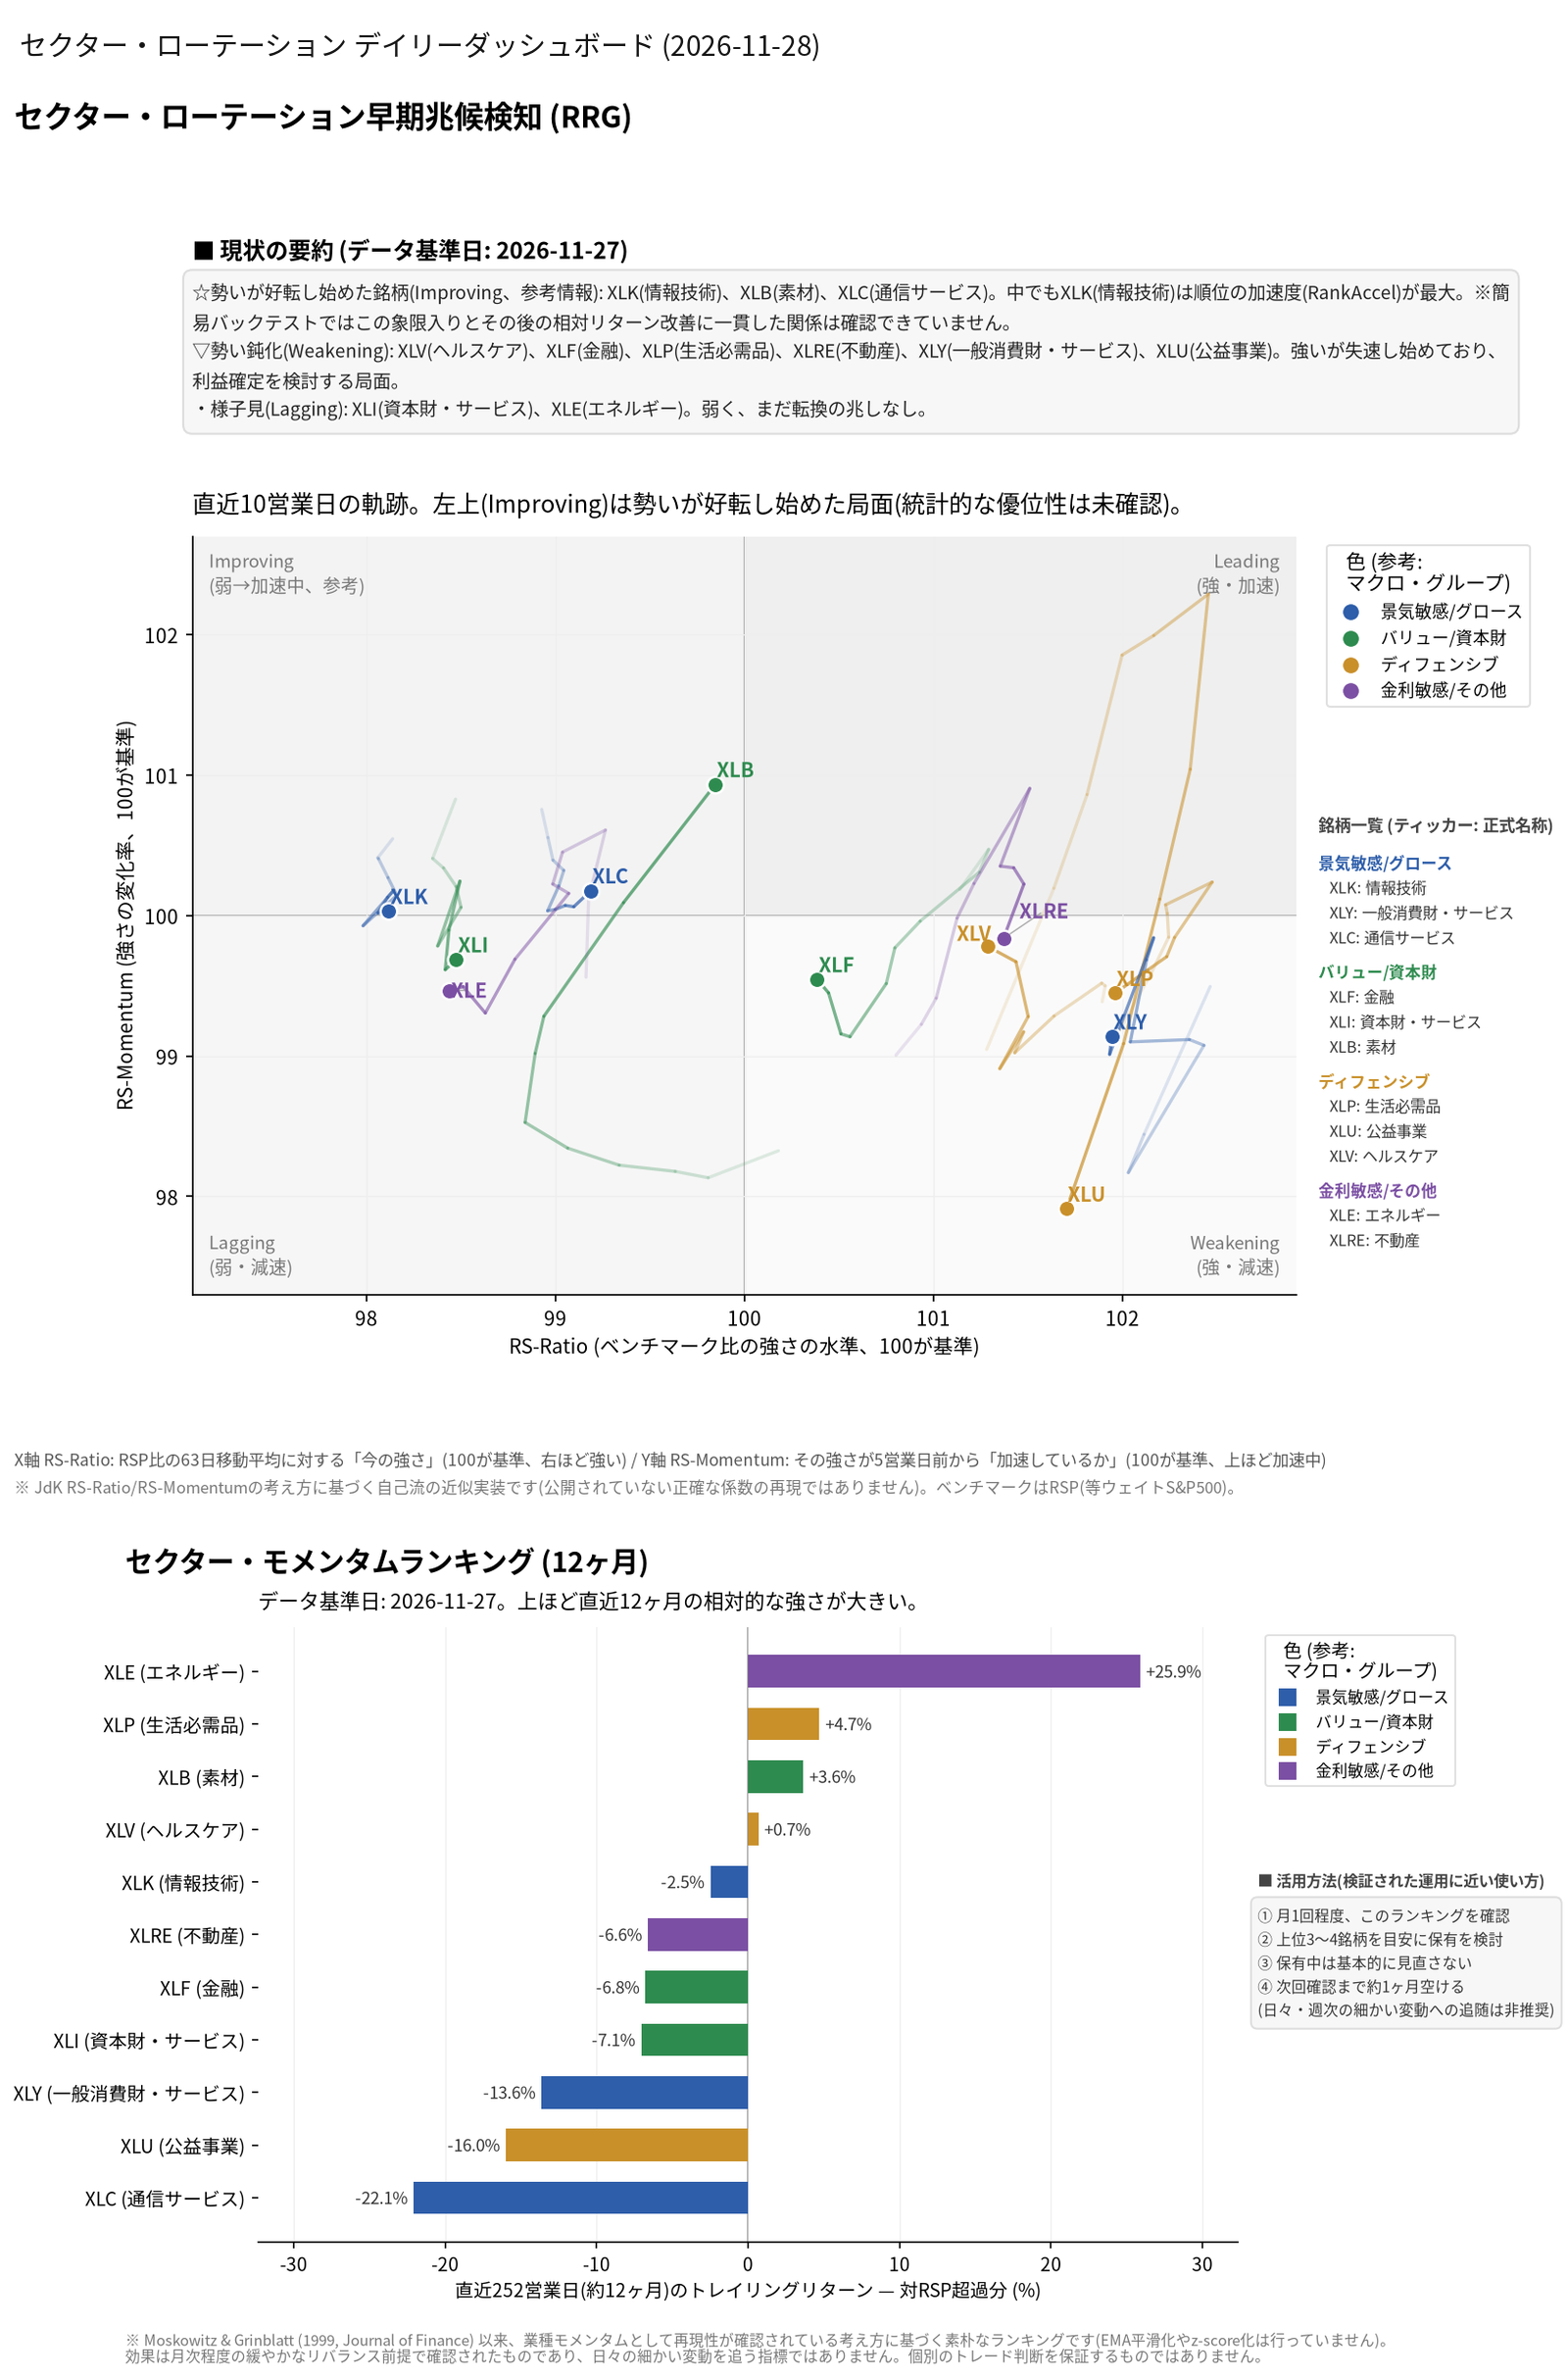 セクター・ローテーション デイリーダッシュボード (2026-11-28)
セクター・ローテーション早期兆候検知 (RRG)
■ 現状の要約 (データ基準日: 2026-11-27)
☆勢いが好転し始めた銘柄(Improving、参考情報): XLK(情報技術)、XLB(素材)、XLC(通信サービス)。中でもXLK(情報技術)は順位の加速度(RankAccel)が最大。※簡
易バックテストではこの象限入りとその後の相対リターン改善に一貫した関係は確認できていません。
▽勢い鈍化(Weakening): XLV(ヘルスケア)、XLF(金融)、XLP(生活必需品)、XLRE(不動産)、XLY(一般消費財・サービス)、XLU(公益事業)。強いが失速し始めており、
利益確定を検討する局面。
・様子見(Lagging): XLI(資本財・サービス)、XLE(エネルギー)。弱く、まだ転換の兆しなし。
直近10営業日の軌跡。左上(Improving)は勢いが好転し始めた局面(統計的な優位性は未確認)。
Improving
(弱→加速中、参考)
Leading
(強・加速)
102
101
100
99
98
RS-Momentum (強さの変化率、100が基準)
XLB
XLC
XLK
XLI
XLE
XLRE
XLV
XLF
XLP
XLY
XLU
Lagging
(弱・減速)
Weakening
(強・減速)
98
99
100
101
102
RS-Ratio (ベンチマーク比の強さの水準、100が基準)
色 (参考:
マクロ・グループ)
景気敏感/グロース
バリュー/資本財
ディフェンシブ
金利敏感/その他
銘柄一覧 (ティッカー: 正式名称)
景気敏感/グロース
XLK: 情報技術
XLY: 一般消費財・サービス
XLC: 通信サービス
バリュー/資本財
XLF: 金融
XLI: 資本財・サービス
XLB: 素材
ディフェンシブ
XLP: 生活必需品
XLU: 公益事業
XLV: ヘルスケア
金利敏感/その他
XLE: エネルギー
XLRE: 不動産
X軸 RS-Ratio: RSP比の63日移動平均に対する「今の強さ」(100が基準、右ほど強い) / Y軸 RS-Momentum: その強さが5営業日前から「加速しているか」(100が基準、上ほど加速中)
※ JdK RS-Ratio/RS-Momentumの考え方に基づく自己流の近似実装です(公開されていない正確な係数の再現ではありません)。ベンチマークはRSP(等ウェイトS&P500)。
セクター・モメンタムランキング (12ヶ月)
データ基準日: 2026-11-27。上ほど直近12ヶ月の相対的な強さが大きい。
XLE (エネルギー)
+25.9%
XLP (生活必需品)
+4.7%
XLB (素材)
+3.6%
XLV (ヘルスケア)
+0.7%
XLK (情報技術)
-2.5%
XLRE (不動産)
-6.6%
XLF (金融)
-6.8%
XLI (資本財・サービス)
-7.1%
XLY (一般消費財・サービス)
-13.6%
XLU (公益事業)
-16.0%
XLC (通信サービス)
-22.1%
-30
-20
-10
0
10
20
30
直近252営業日(約12ヶ月)のトレイリングリターン — 対RSP超過分 (%)
色 (参考:
マクロ・グループ)
景気敏感/グロース
バリュー/資本財
ディフェンシブ
金利敏感/その他
■ 活用方法(検証された運用に近い使い方)
① 月1回程度、このランキングを確認
② 上位3〜4銘柄を目安に保有を検討
③ 保有中は基本的に見直さない
④ 次回確認まで約1ヶ月空ける
(日々・週次の細かい変動への追随は非推奨)
※ Moskowitz & Grinblatt (1999, Journal of Finance) 以来、業種モメンタムとして再現性が確認されている考え方に基づく素朴なランキングです(EMA平滑化やz-score化は行っていません)。
効果は月次程度の緩やかなリバランス前提で確認されたものであり、日々の細かい変動を追う指標ではありません。個別のトレード判断を保証するものではありません。